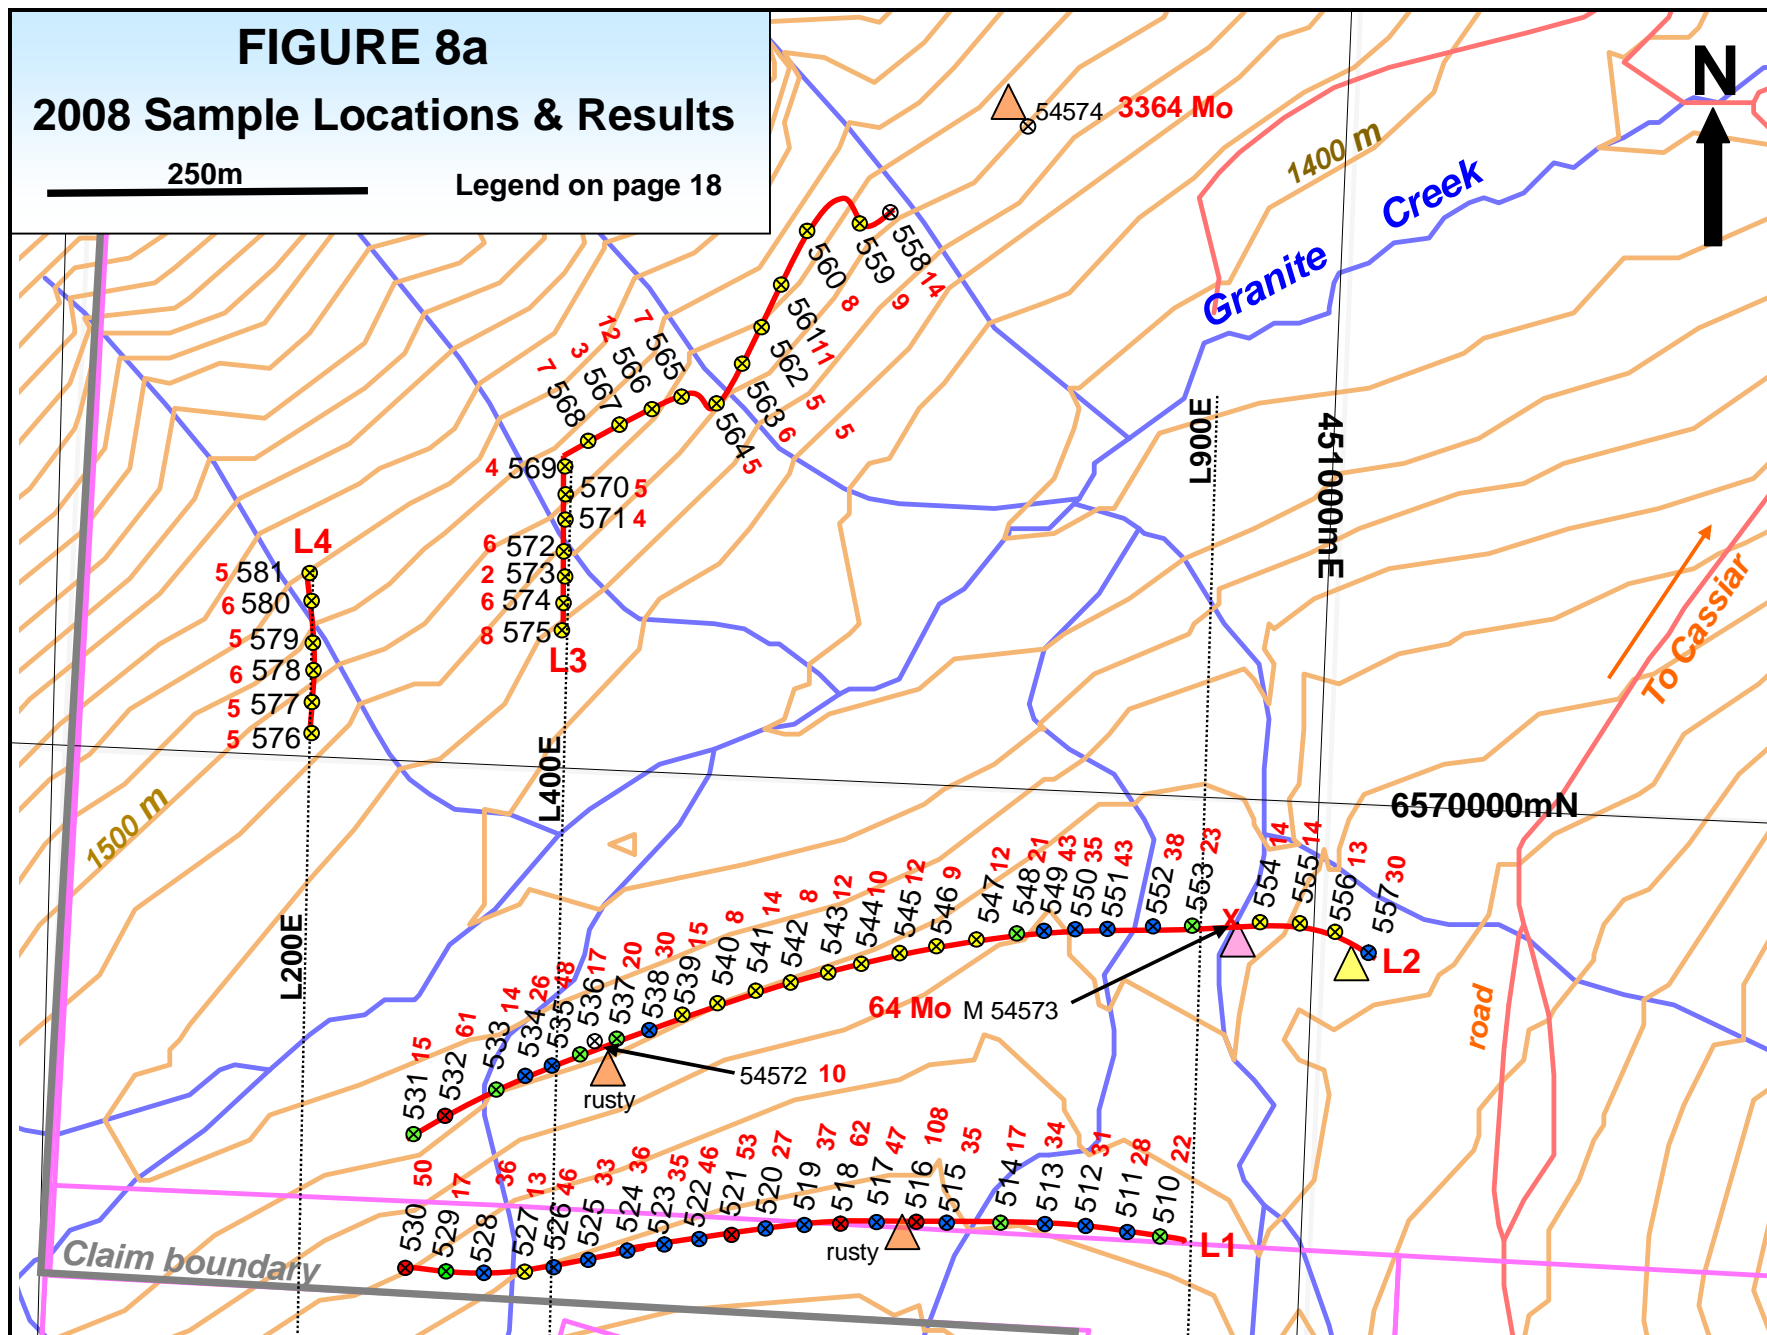 FIGURE 8a
2008 Sample Locations & Results
250m
Legend on page 18
N
54574 3364 Mo
1400 m
Granite Creek
558 14
559 9
560 8
561 11
562 5
563 6
5
564 5
565 7
566 12
567 3
568 7
4 569
570 5
571 4
6 572
2 573
6 574
8 575
L3
L4
5 581
6 580
5 579
6 578
5 577
5 576
L900E
451000mE
To Cassiar
L400E
6570000mN
1500 m
L200E
531 15
532 61
533 14
534 26
535 48
536 17
537 20
538 30
539 15
540 8
541 14
542 8
543 12
544 10
545 12
546 9
547 12
548 21
549 43
550 35
551 43
552 38
553 23
554 14
555 14
556 13
557 30
X
L2
64 Mo M 54573
54572 10
rusty
road
530 50
529 17
528 36
527 13
526 46
525 33
524 36
523 35
522 46
521 53
520 27
519 37
518 62
517 47
516 108
515 35
514 17
513 34
512 31
511 28
510 22
L1
rusty
Claim boundary